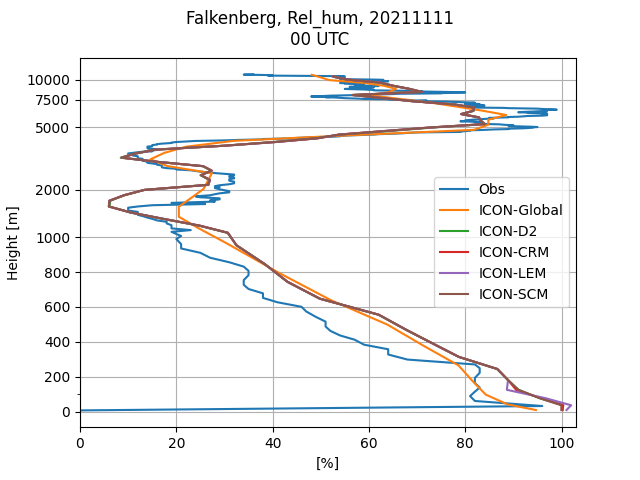 Falkenberg, Rel_hum, 20211111
00 UTC
10000
7500
5000
2000
1000
800
600
400
200
0
Height [m]
Obs
ICON-Global
ICON-D2
ICON-CRM
ICON-LEM
ICON-SCM
0 20 40 60 80 100
[%]